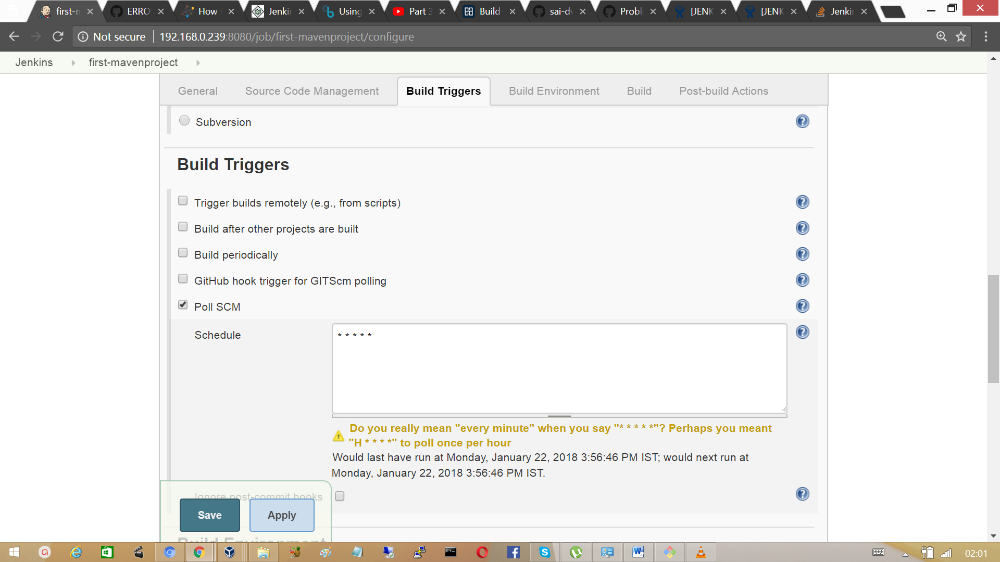 first-n
ERRO
How
Jenki
Using
Part 3
Build
sai-d
Probl
[JENK
[JENK
Jenki
Not secure
192.168.0.239:8080/job/first-mavenproject/configure
Jenkins
first-mavenproject
General
Source Code Management
Build Triggers
Build Environment
Build
Post-build Actions
Subversion
Build Triggers
Trigger builds remotely (e.g., from scripts)
Build after other projects are built
Build periodically
GitHub hook trigger for GITScm polling
Poll SCM
Schedule
* * * * *
Do you really mean "every minute" when you say "* * * * *"? Perhaps you meant
"H * * * *" to poll once per hour
Would last have run at Monday, January 22, 2018 3:56:46 PM IST; would next run at
Monday, January 22, 2018 3:56:46 PM IST.
Ignore post-commit hooks
Save
Apply
Build Environment
02:01